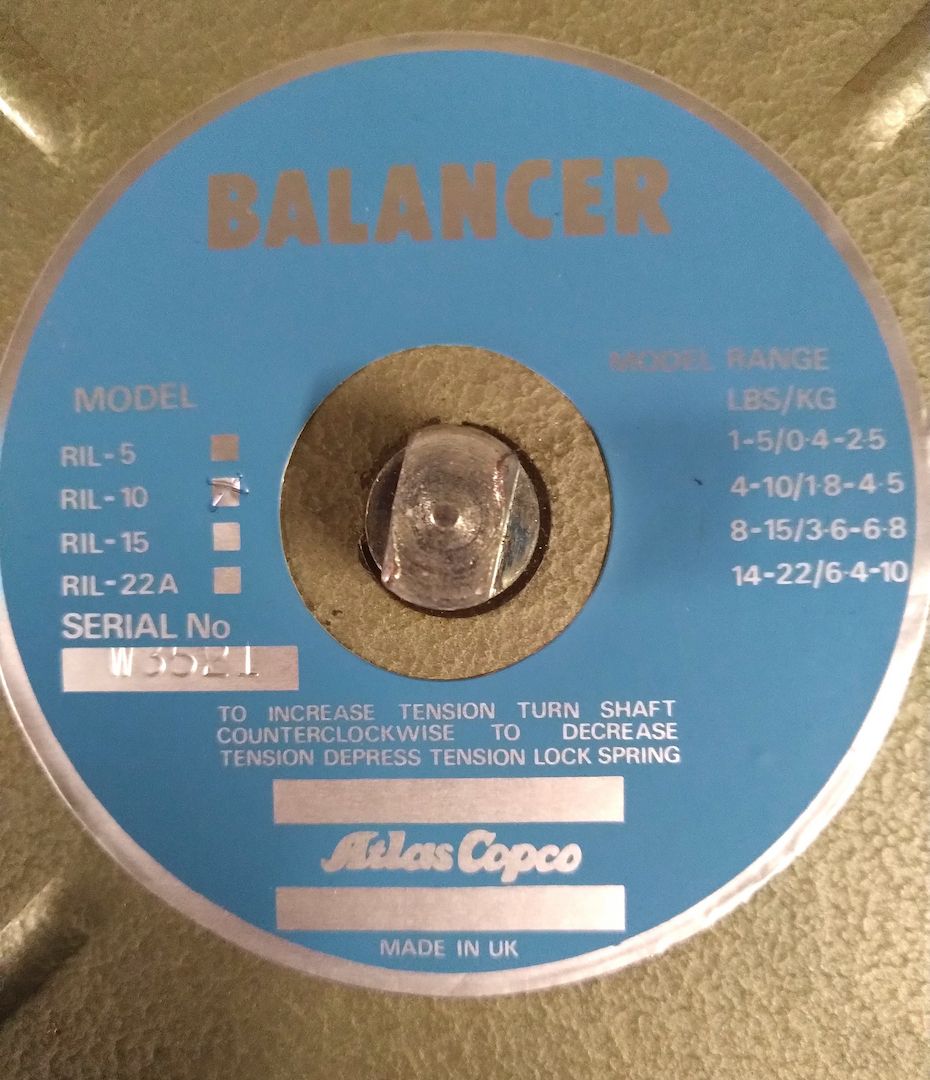 BALANCER
MODEL
RIL-5
RIL-10
RIL-15
RIL-22A
SERIAL No
W3521
MODEL RANGE
LBS/KG
1-5/0·4-2·5
4-10/1·8-4·5
8-15/3·6-6·8
14-22/6·4-10
TO INCREASE TENSION TURN SHAFT
COUNTERCLOCKWISE TO DECREASE
TENSION DEPRESS TENSION LOCK SPRING
Atlas Copco
MADE IN UK